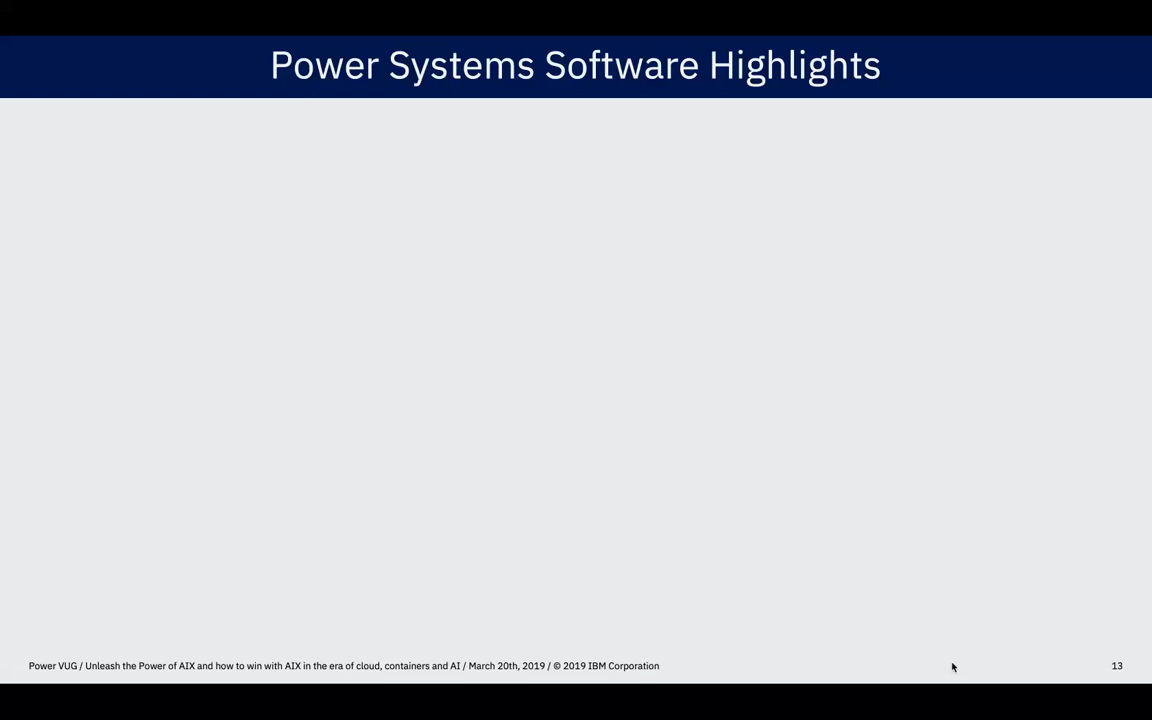 Power Systems Software Highlights
Power VUG / Unleash the Power of AIX and how to win with AIX in the era of cloud, containers and AI / March 20th, 2019 / © 2019 IBM Corporation
13